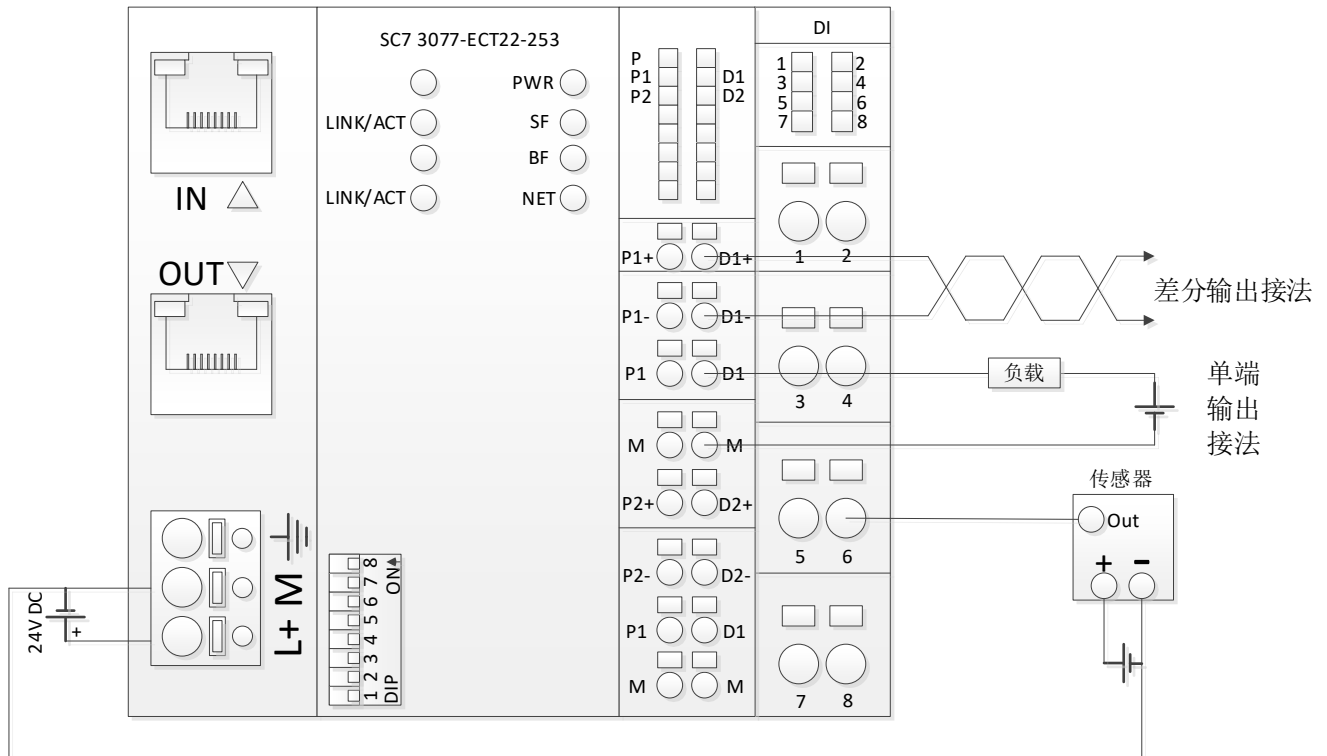 SC7 3077-ECT22-253
PWR
LINK/ACT SF
BF
LINK/ACT NET
IN
OUT
24V DC
+
L+ M
1 2 3 4 5 6 7 8
DIP ON
P
P1 D1
P2 D2
P1+ D1+
P1- D1-
P1 D1
M M
P2+ D2+
P2- D2-
P1 D1
M M
DI
1 2
3 4
5 6
7 8
1 2
3 4
5 6
7 8
差分输出接法
负载
单端
输出
接法
传感器
Out
+ −